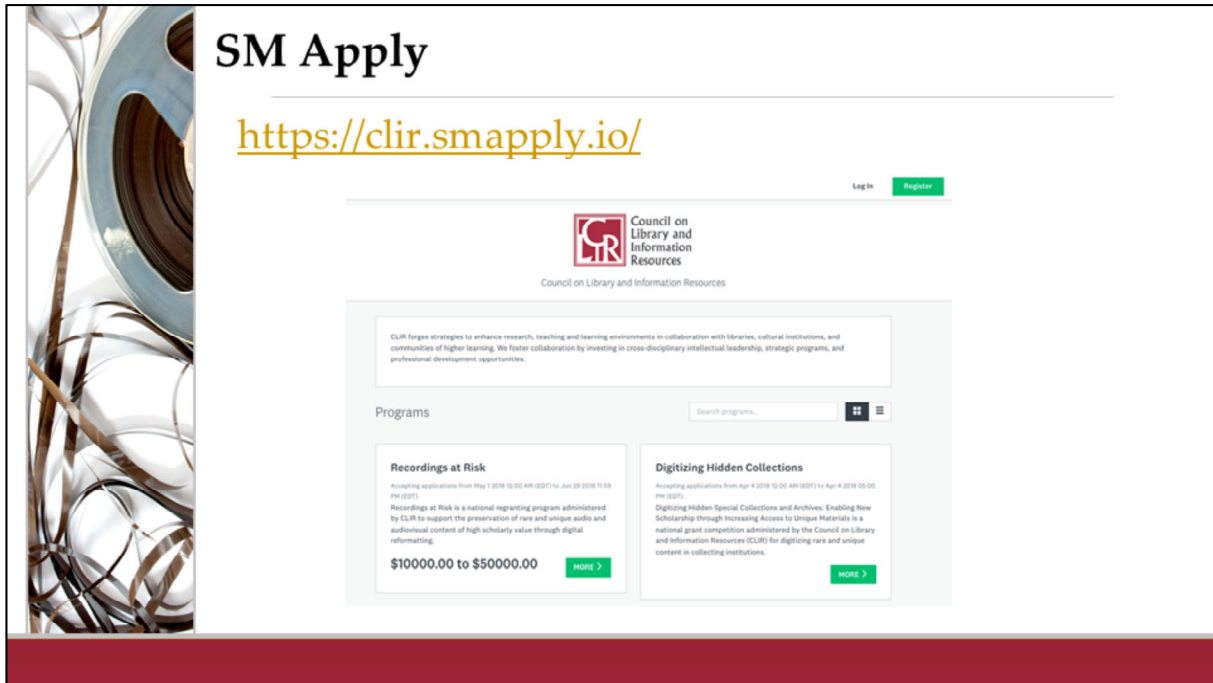 SM Apply
https://clir.smapply.io/
Log In
Register
CLIR
Council on
Library and
Information
Resources
Council on Library and Information Resources
CLIR forges strategies to enhance research, teaching and learning environments in collaboration with libraries, cultural institutions, and
communities of higher learning. We foster collaboration by investing in cross-disciplinary intellectual leadership, strategic programs, and
professional development opportunities.
Programs
Search programs..
Recordings at Risk
Accepting applications from May 1 2018 12:00 AM (EDT) to Jun 29 2018 11:59
PM (EDT)
Recordings at Risk is a national regranting program administered
by CLIR to support the preservation of rare and unique audio and
audiovisual content of high scholarly value through digital
reformatting.
$10000.00 to $50000.00
MORE >
Digitizing Hidden Collections
Accepting applications from Apr 4 2018 12:00 AM (EDT) to Apr 4 2018 05:00
PM (EDT)
Digitizing Hidden Special Collections and Archives: Enabling New
Scholarship through Increasing Access to Unique Materials is a
national grant competition administered by the Council on Library
and Information Resources (CLIR) for digitizing rare and unique
content in collecting institutions.
MORE >